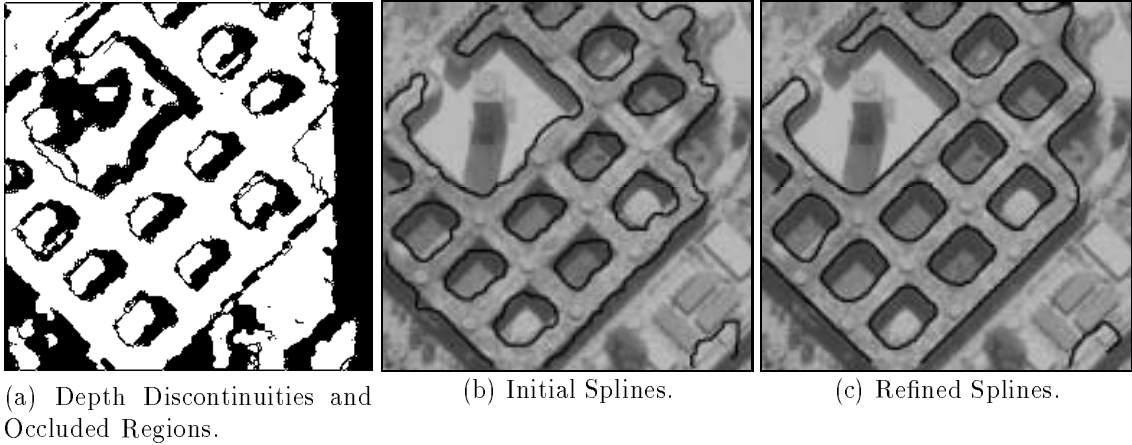 (a) Depth Discontinuities and
Occluded Regions.
(b) Initial Splines.
(c) Refined Splines.